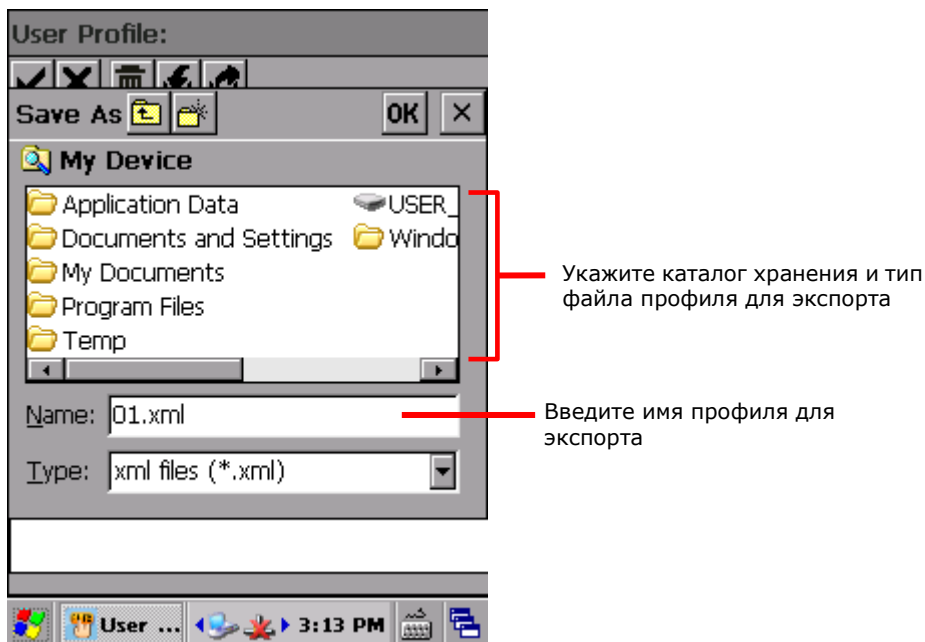 User Profile:
Save As OK
My Device
Application Data USER_
Documents and Settings Windo
My Documents
Program Files
Temp
Укажите каталог хранения и тип
файла профиля для экспорта
Name: 01.xml
Введите имя профиля для
экспорта
Type: xml files (*.xml)
User ... 3:13 PM